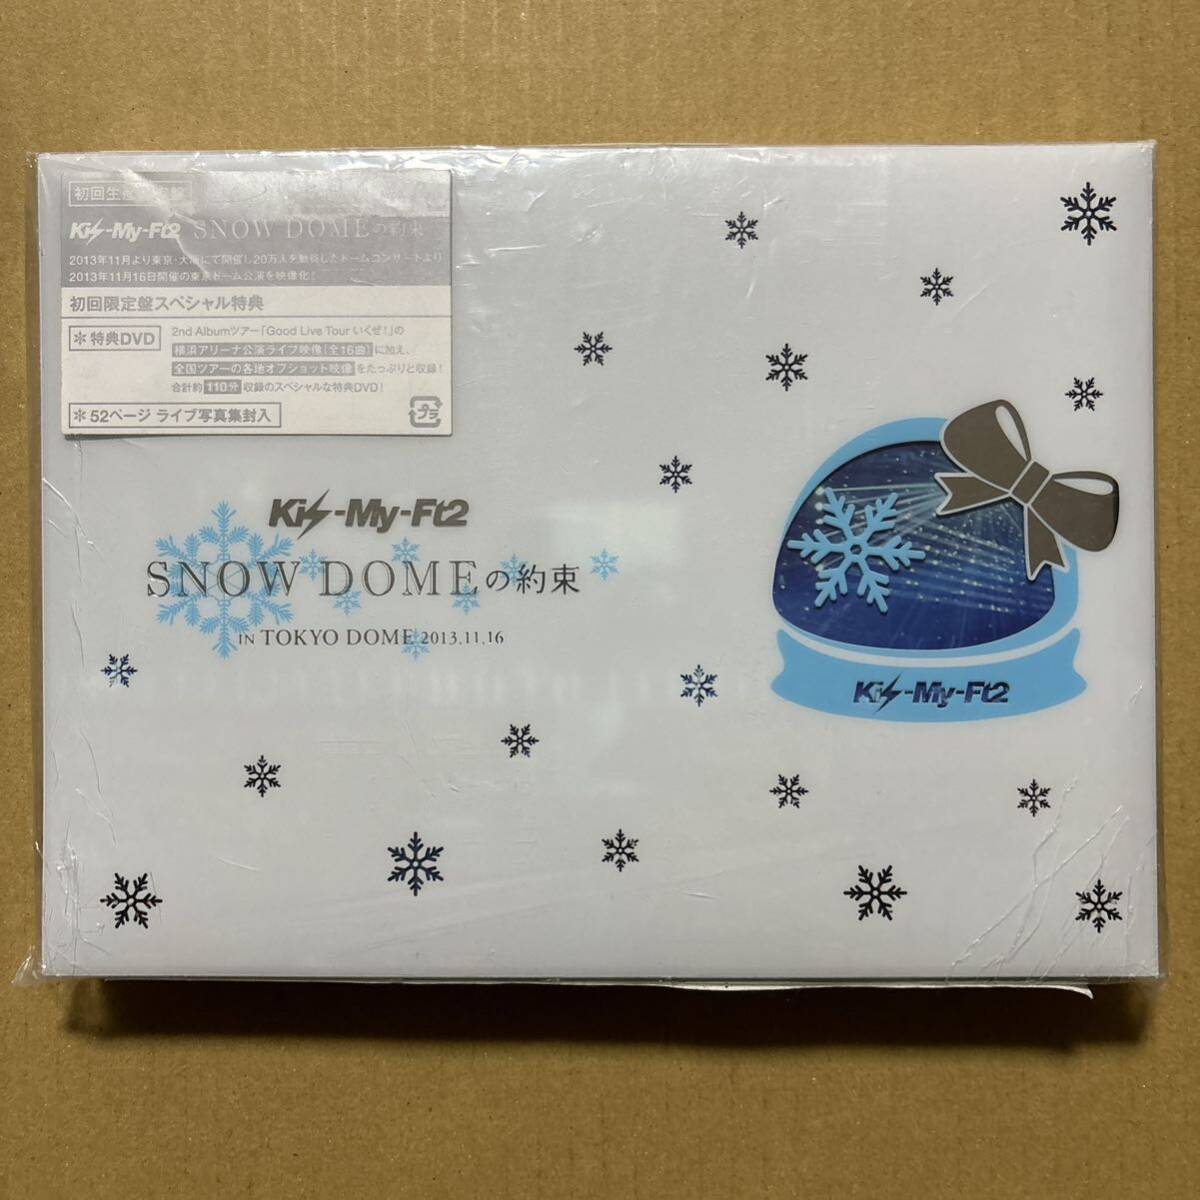 初回生産限定盤
Kis-My-Ft2 SNOW DOMEの約束
2013年11月より東京・大阪にて開催し20万人を動員したドームコンサートより
2013年11月16日開催の東京ドーム公演を映像化！
初回限定盤スペシャル特典
＊特典DVD
2nd Albumツアー「Good Live Tour いくぜ！」の
横浜アリーナ公演ライブ映像(全16曲)に加え、
全国ツアーの各地オフショット映像をたっぷりと収録！
合計約110分収録のスペシャルな特典DVD！
＊52ページ ライブ写真集封入
プラ
Kis-My-Ft2
SNOW DOMEの約束
IN TOKYO DOME 2013.11.16
Kis-My-Ft2